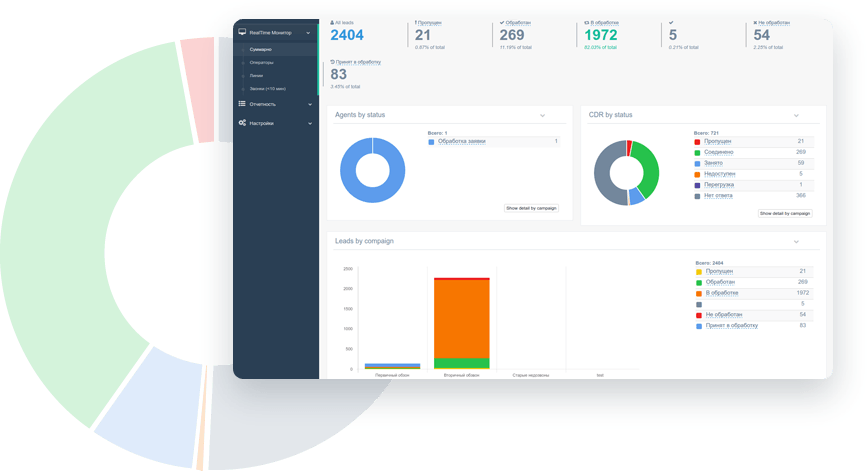 RealTime Монитор
Суммарно
Операторы
Линии
Звонки (<10 мин)
Отчетность
Настройки
All leads
2404
Пропущен
21
0.87% of total
Обработан
269
11.19% of total
В обработке
1972
82.03% of total
5
0.21% of total
Не обработан
54
2.25% of total
Принят в обработку
83
3.45% of total
Agents by status
Всего: 1
Обработка заявки 1
Show detail by campaign
CDR by status
Всего: 721
Пропущен 21
Соединено 269
Занято 59
Недоступен 5
Перегрузка 1
Нет ответа 366
Show detail by campaign
Leads by compaign
2500
2000
1500
1000
500
0
Первичный обзон
Вторичный обзвон
Старые недозвоны
test
Всего: 2404
Пропущен 21
Обработан 269
В обработке 1972
5
Не обработан 54
Принят в обработку 83